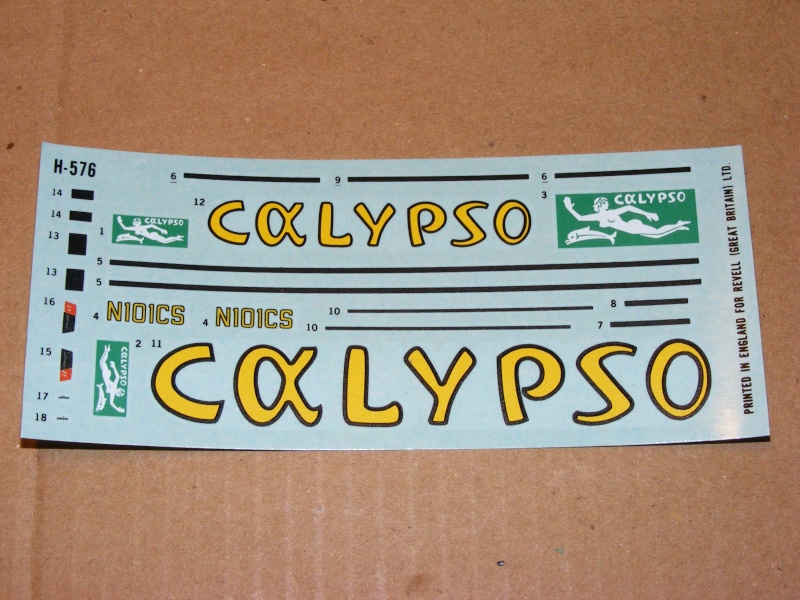 H-576
6
9
6
14
12
CALYPSO
3
CALYPSO
14
1
CALYPSO
13
5
13
5
16
4
N101CS
4
N101CS
10
8
10
7
15
2
CALYPSO
11
CALYPSO
17
18
PRINTED IN ENGLAND FOR REVELL (GREAT BRITAIN) LTD.